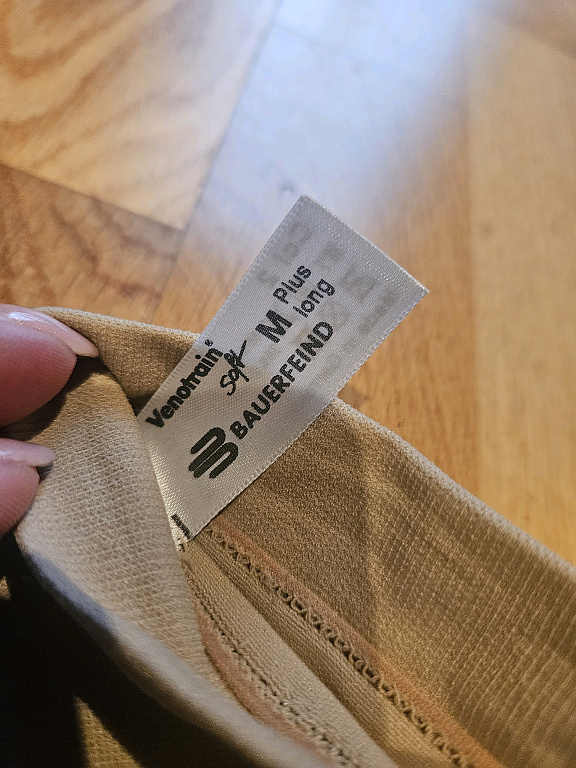 Venotrain®
soft
M Plus
long
BAUERFEIND